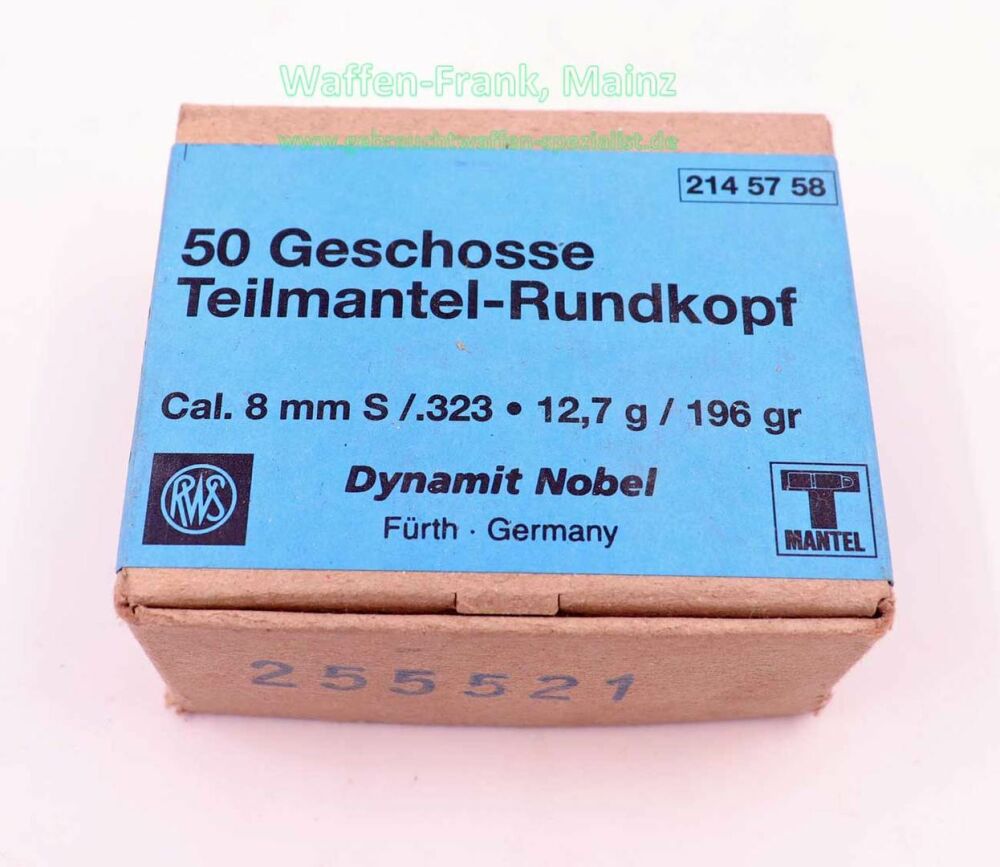 Waffen-Frank, Mainz
www.gebrauchtwaffen-spezialist.de
214 57 58
50 Geschosse
Teilmantel-Rundkopf
Cal. 8 mm S /.323 • 12,7 g / 196 gr
RWS
Dynamit Nobel
Fürth · Germany
T
MANTEL
255521